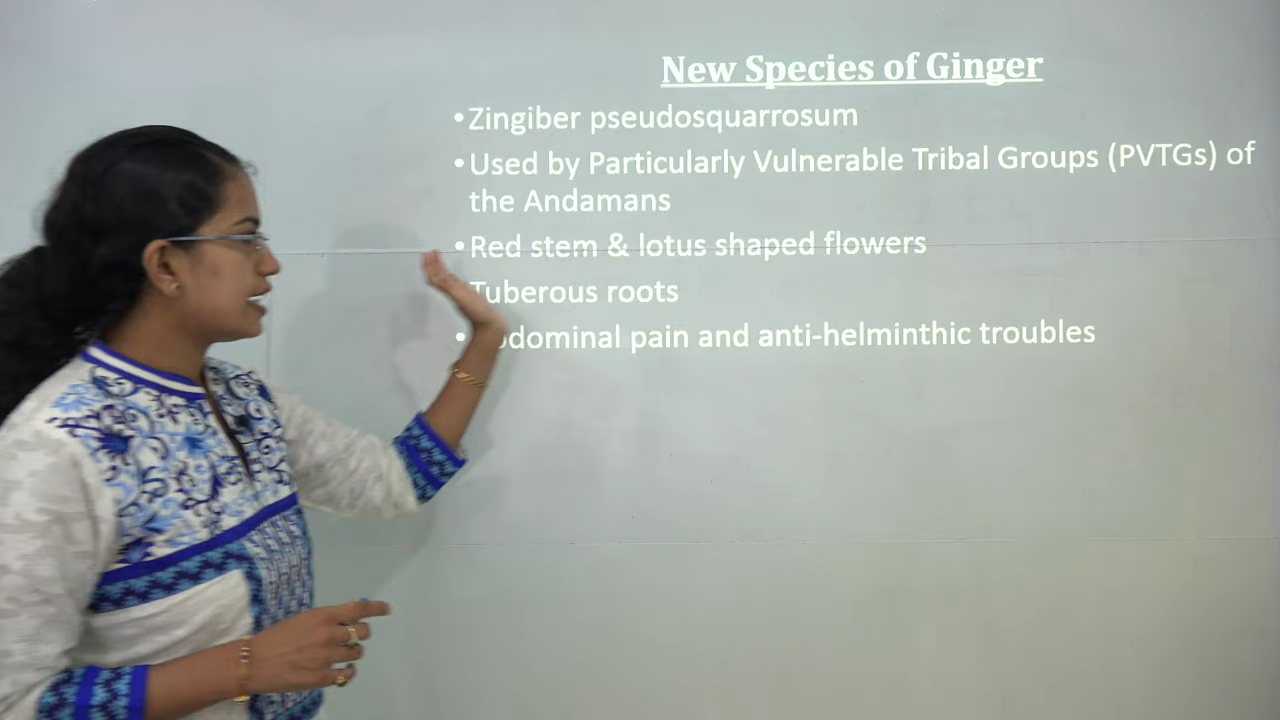 New Species of Ginger
•Zingiber pseudosquarrosum
•Used by Particularly Vulnerable Tribal Groups (PVTGs) of
the Andamans
•Red stem & lotus shaped flowers
Tuberous roots
• pain and anti-helminthic troubles